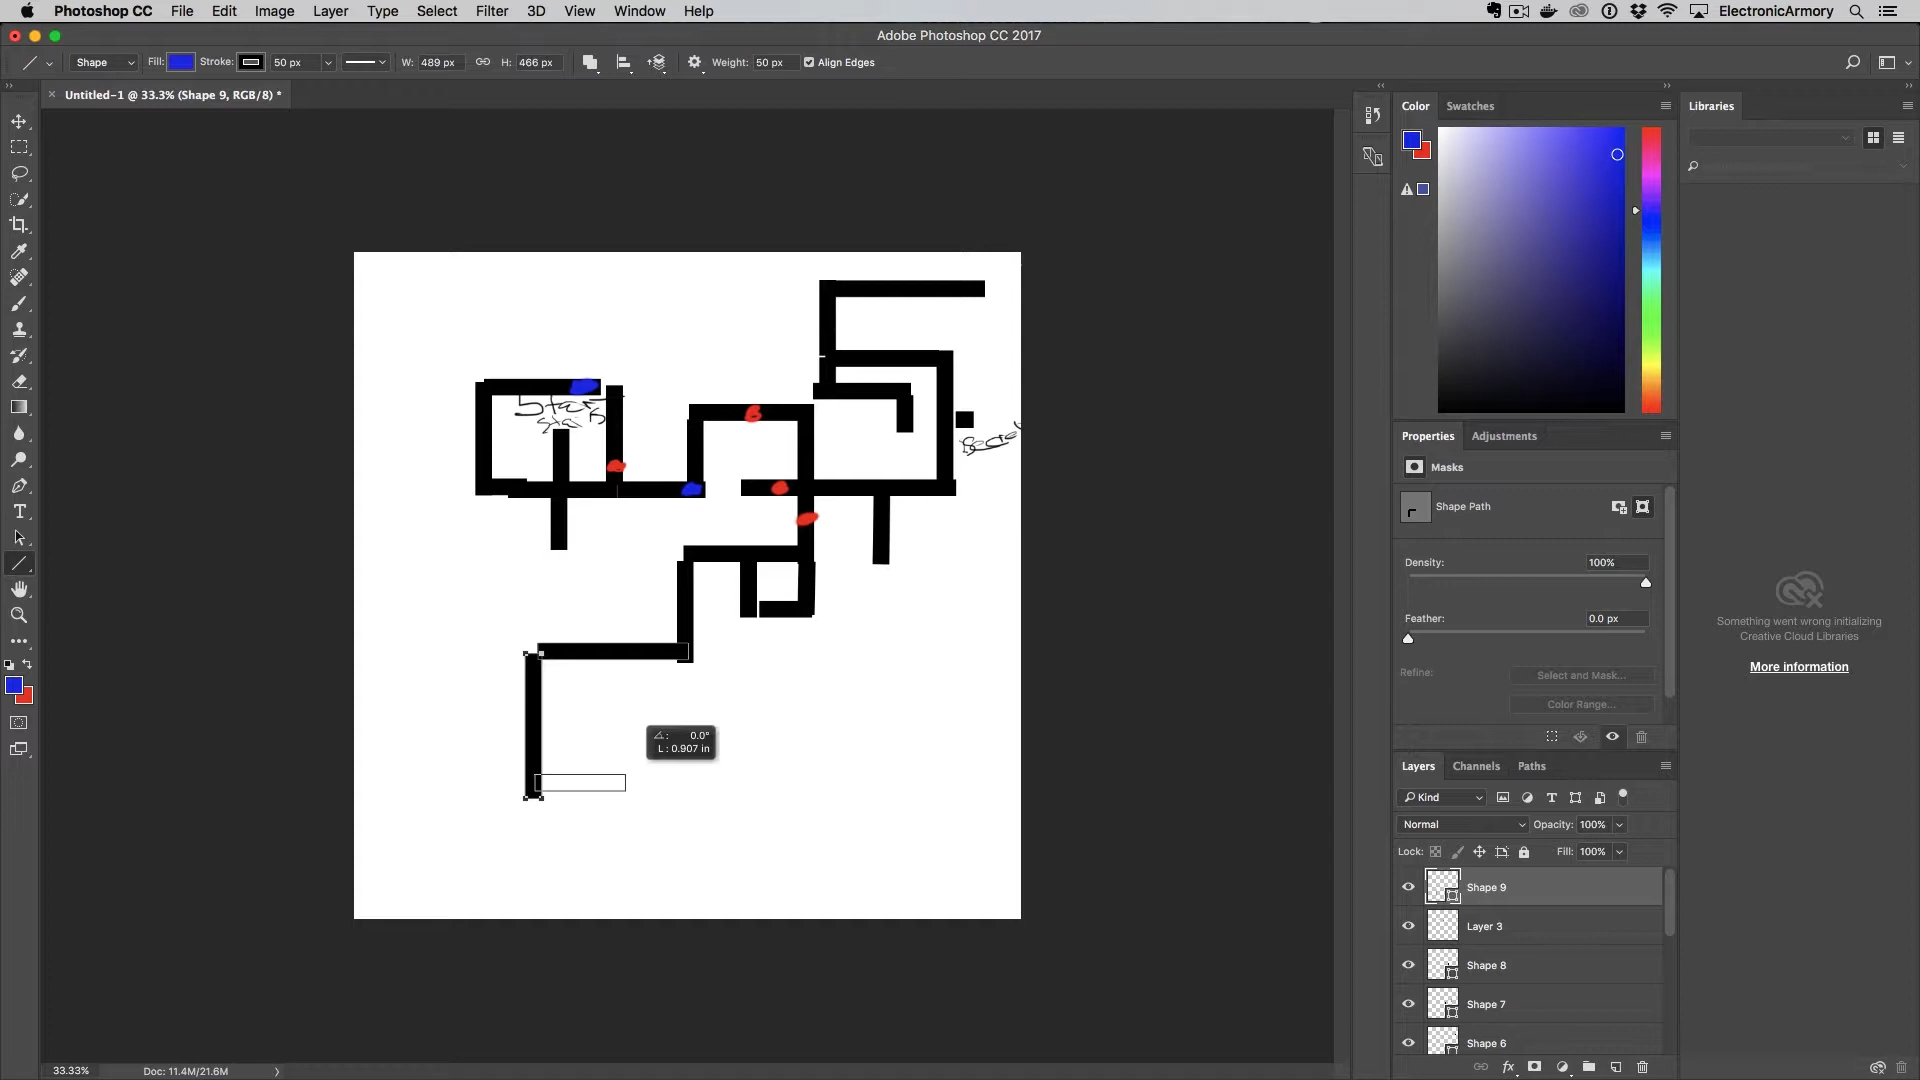 Photoshop CC File Edit Image Layer Type Select Filter 3D View Window Help ElectronicArmory
Adobe Photoshop CC 2017
Shape Fill: Stroke: 50 px W: 489 px H: 466 px Weight: 50 px Align Edges
Untitled-1 @ 33.3% (Shape 9, RGB/8) *
Color Swatches
Libraries
Start
Stairs
Secret
Properties Adjustments
Masks
Shape Path
Density: 100%
Feather: 0.0 px
Refine:
Select and Mask...
Color Range...
Something went wrong initializing
Creative Cloud Libraries
More information
0.0°
L: 0.907 in
Layers Channels Paths
Kind
Normal Opacity: 100%
Lock: Fill: 100%
Shape 9
Layer 3
Shape 8
Shape 7
Shape 6
33.33% Doc: 11.4M/21.6M